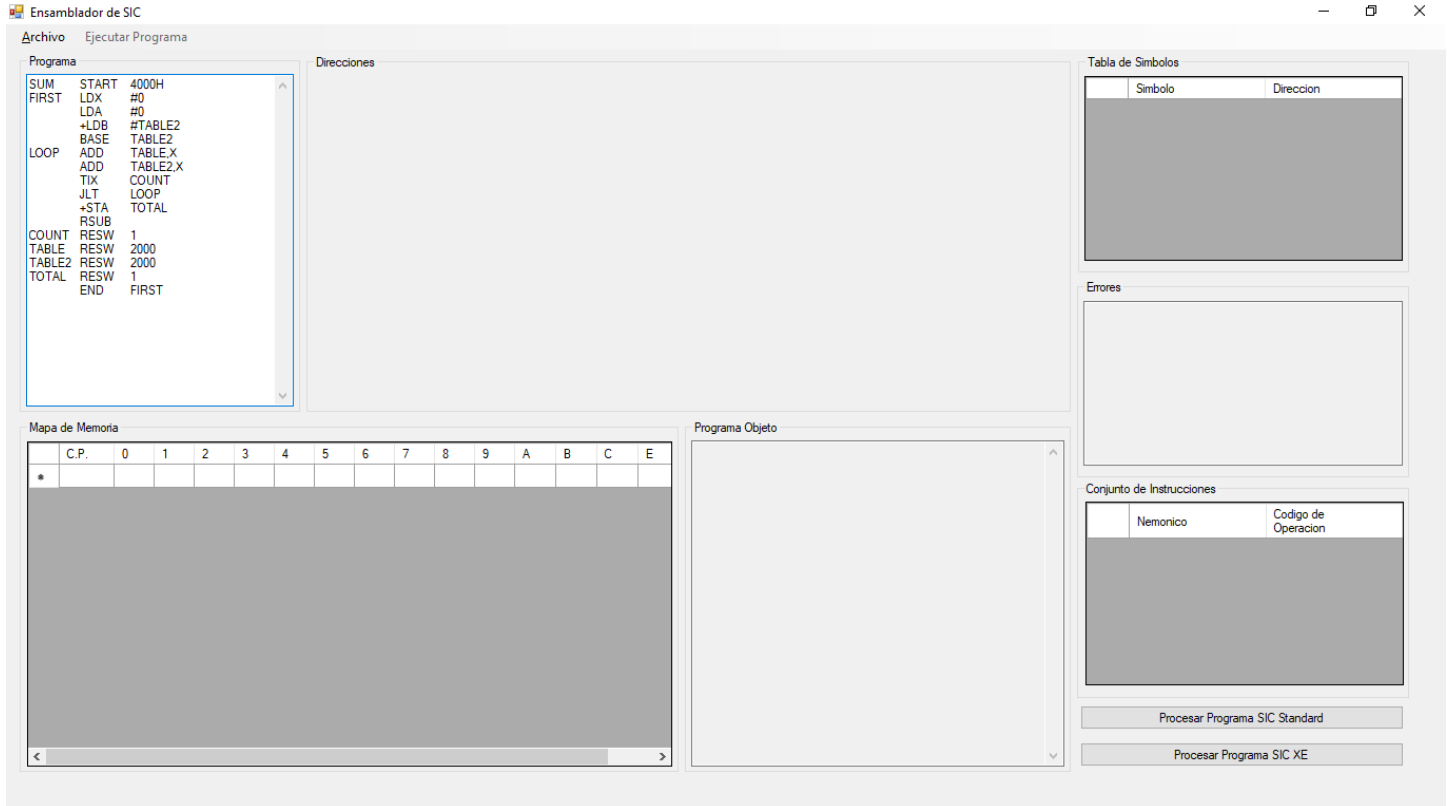 Ensamblador de SIC
Archivo Ejecutar Programa
Programa
SUM START 4000H
FIRST LDX #0
LDA #0
+LDB #TABLE2
BASE TABLE2
LOOP ADD TABLE,X
ADD TABLE2,X
TIX COUNT
JLT LOOP
+STA TOTAL
RSUB
COUNT RESW 1
TABLE RESW 2000
TABLE2 RESW 2000
TOTAL RESW 1
END FIRST
Direcciones
Tabla de Simbolos
Simbolo Direccion
Errores
Mapa de Memoria
C.P. 0 1 2 3 4 5 6 7 8 9 A B C E
*
Programa Objeto
Conjunto de Instrucciones
Nemonico Codigo de
Operacion
Procesar Programa SIC Standard
Procesar Programa SIC XE